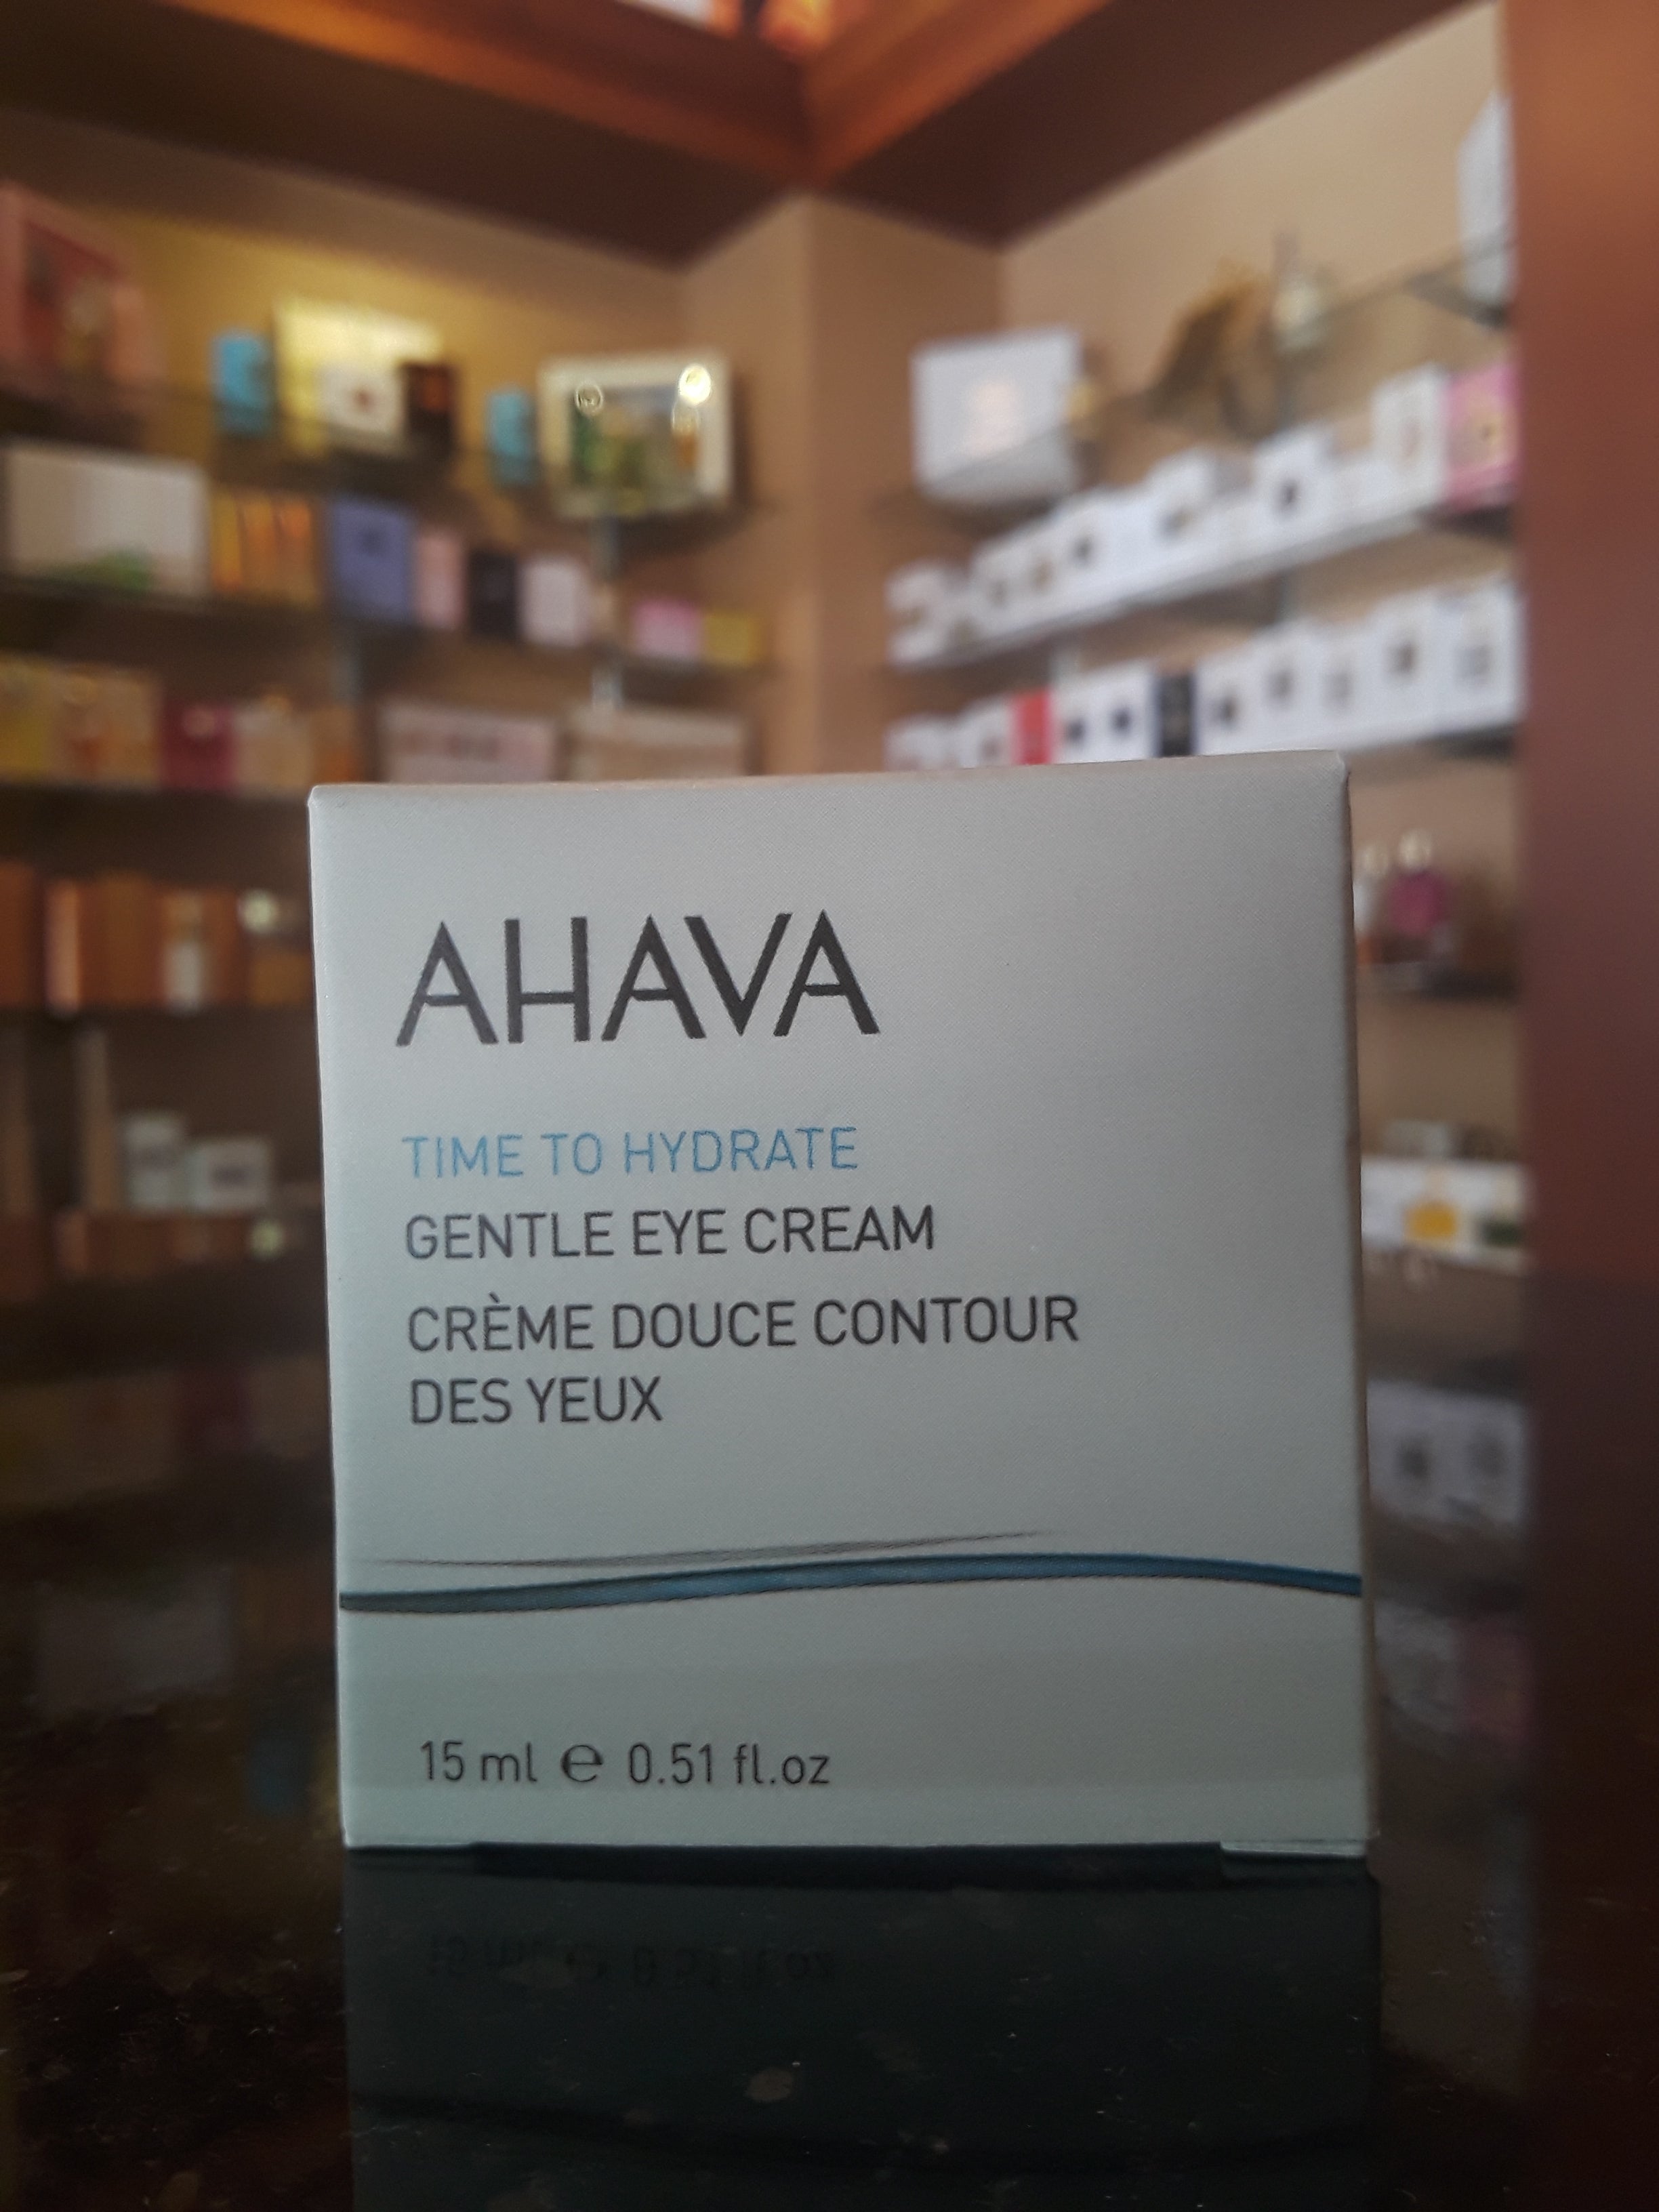 AHAVA
TIME TO HYDRATE
GENTLE EYE CREAM
CRÈME DOUCE CONTOUR
DES YEUX
15 ml ℮ 0.51 fl.oz